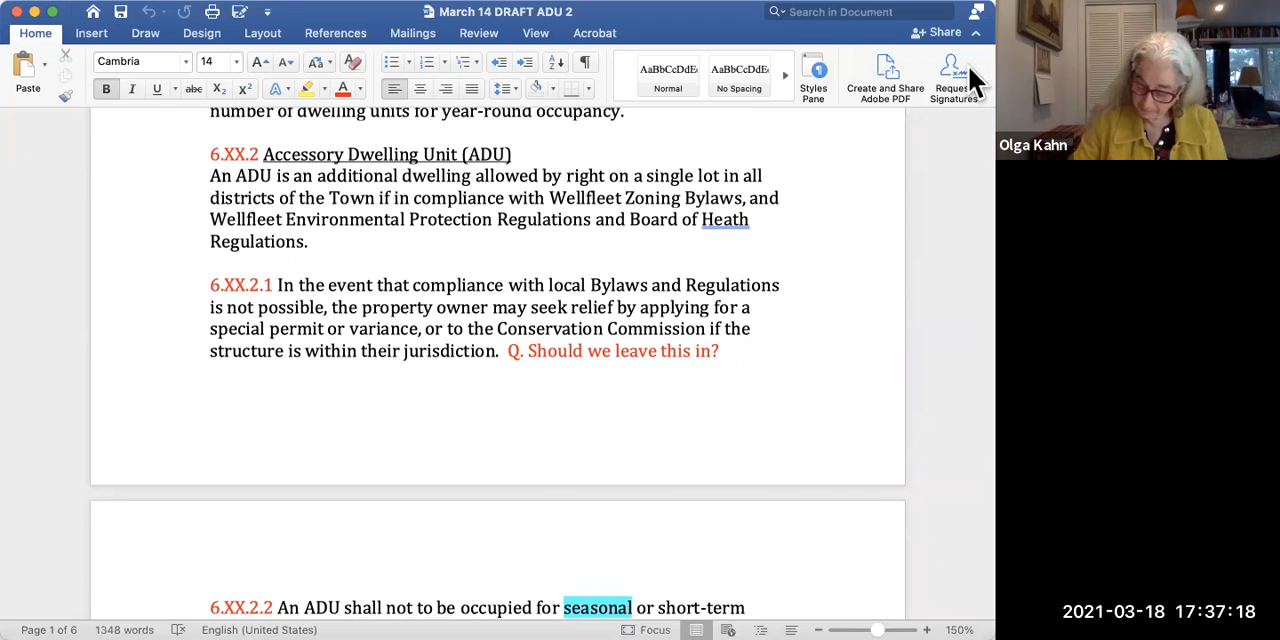 March 14 DRAFT ADU 2
Search in Document
Home Insert Draw Design Layout References Mailings Review View Acrobat
Share
Paste
Cambria
14
AaBbCcDdE
Normal
AaBbCcDdE
No Spacing
Styles Pane
Create and Share Adobe PDF
Signatures
number of dwelling units for year-round occupancy.
6.XX.2 Accessory Dwelling Unit (ADU)
An ADU is an additional dwelling allowed by right on a single lot in all
districts of the Town if in compliance with Wellfleet Zoning Bylaws, and
Wellfleet Environmental Protection Regulations and Board of Heath
Regulations.
6.XX.2.1 In the event that compliance with local Bylaws and Regulations
is not possible, the property owner may seek relief by applying for a
special permit or variance, or to the Conservation Commission if the
structure is within their jurisdiction. Q. Should we leave this in?
6.XX.2.2 An ADU shall not to be occupied for seasonal or short-term
Page 1 of 6 1348 words English (United States) Focus 150%
Olga Kahn
2021-03-18 17:37:18